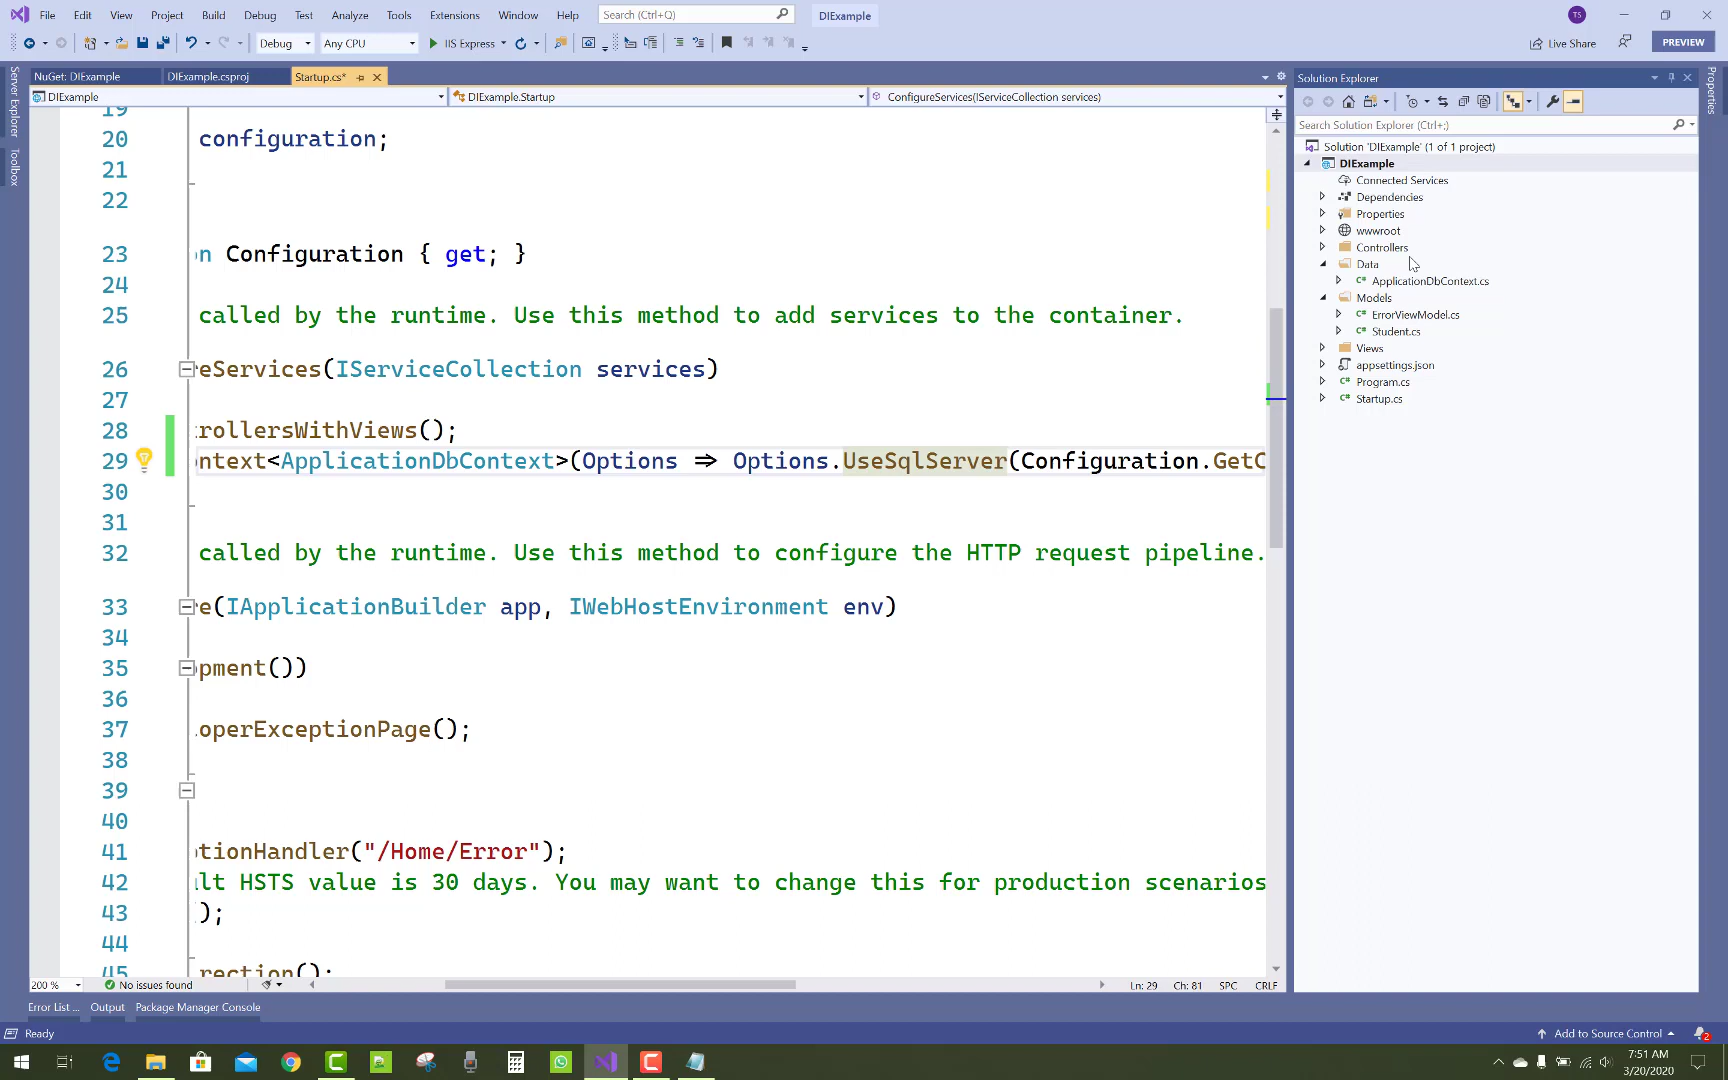 File Edit View Project Build Debug Test Analyze Tools Extensions Window Help Search (Ctrl+Q) DIExample TS
Debug Any CPU IIS Express Live Share PREVIEW
NuGet: DIExample DIExample.csproj Startup.cs*
DIExample DIExample.Startup ConfigureServices(IServiceCollection services)
Server Explorer
Toolbox
19
20 configuration;
21
22
23 n Configuration { get; }
24
25 called by the runtime. Use this method to add services to the container.
26 eServices(IServiceCollection services)
27
28 rollersWithViews();
29 ntext<ApplicationDbContext>(Options => Options.UseSqlServer(Configuration.GetC
30
31
32 called by the runtime. Use this method to configure the HTTP request pipeline.
33 e(IApplicationBuilder app, IWebHostEnvironment env)
34
35 pment())
36
37 operExceptionPage();
38
39
40
41 tionHandler("/Home/Error");
42 lt HSTS value is 30 days. You may want to change this for production scenarios
43 );
44
45 rection();
200 % No issues found Ln: 29 Ch: 81 SPC CRLF
Error List ... Output Package Manager Console
Ready Add to Source Control 2
Solution Explorer
Search Solution Explorer (Ctrl+;)
Solution 'DIExample' (1 of 1 project)
DIExample
Connected Services
Dependencies
Properties
wwwroot
Controllers
Data
C# ApplicationDbContext.cs
Models
C# ErrorViewModel.cs
C# Student.cs
Views
appsettings.json
C# Program.cs
C# Startup.cs
Properties
7:51 AM
3/20/2020